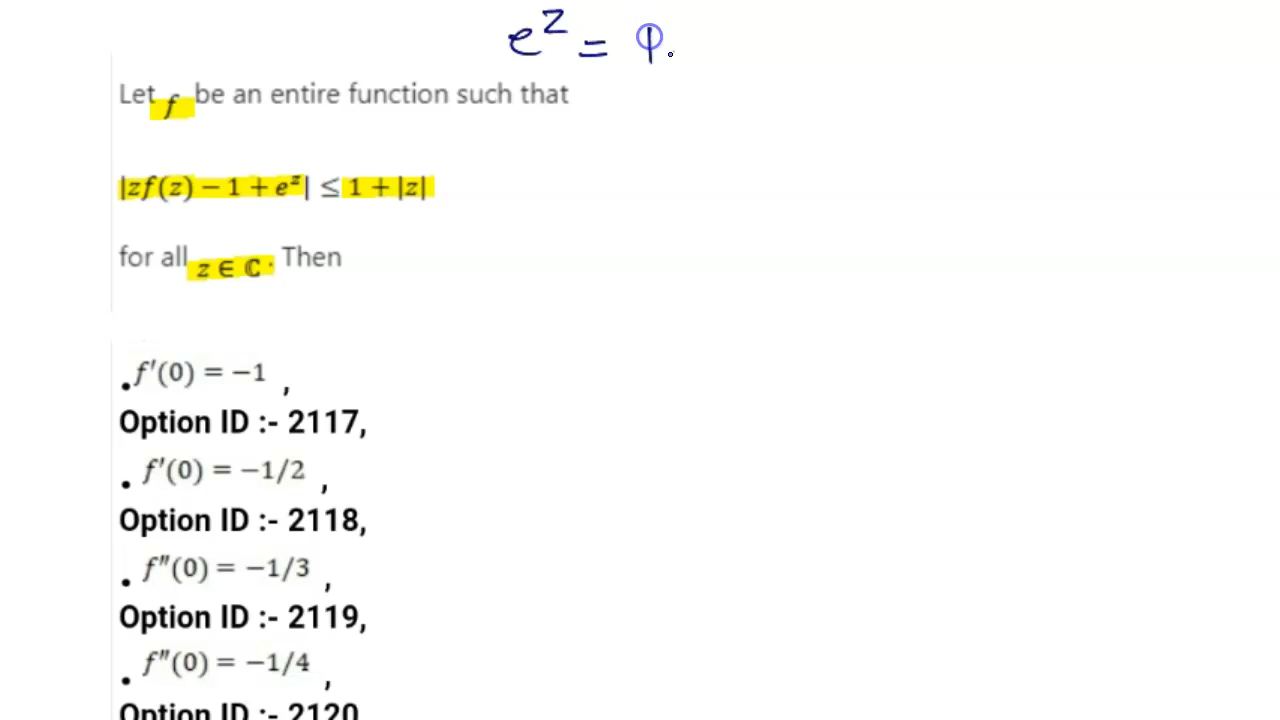 e^z = 1.
Let f be an entire function such that
|zf(z) − 1 + e^z| ≤ 1 + |z|
for all z ∈ ℂ. Then
•f′(0) = −1 ,
Option ID :- 2117,
• f′(0) = −1/2 ,
Option ID :- 2118,
• f″(0) = −1/3 ,
Option ID :- 2119,
• f″(0) = −1/4 ,
Option ID :- 2120